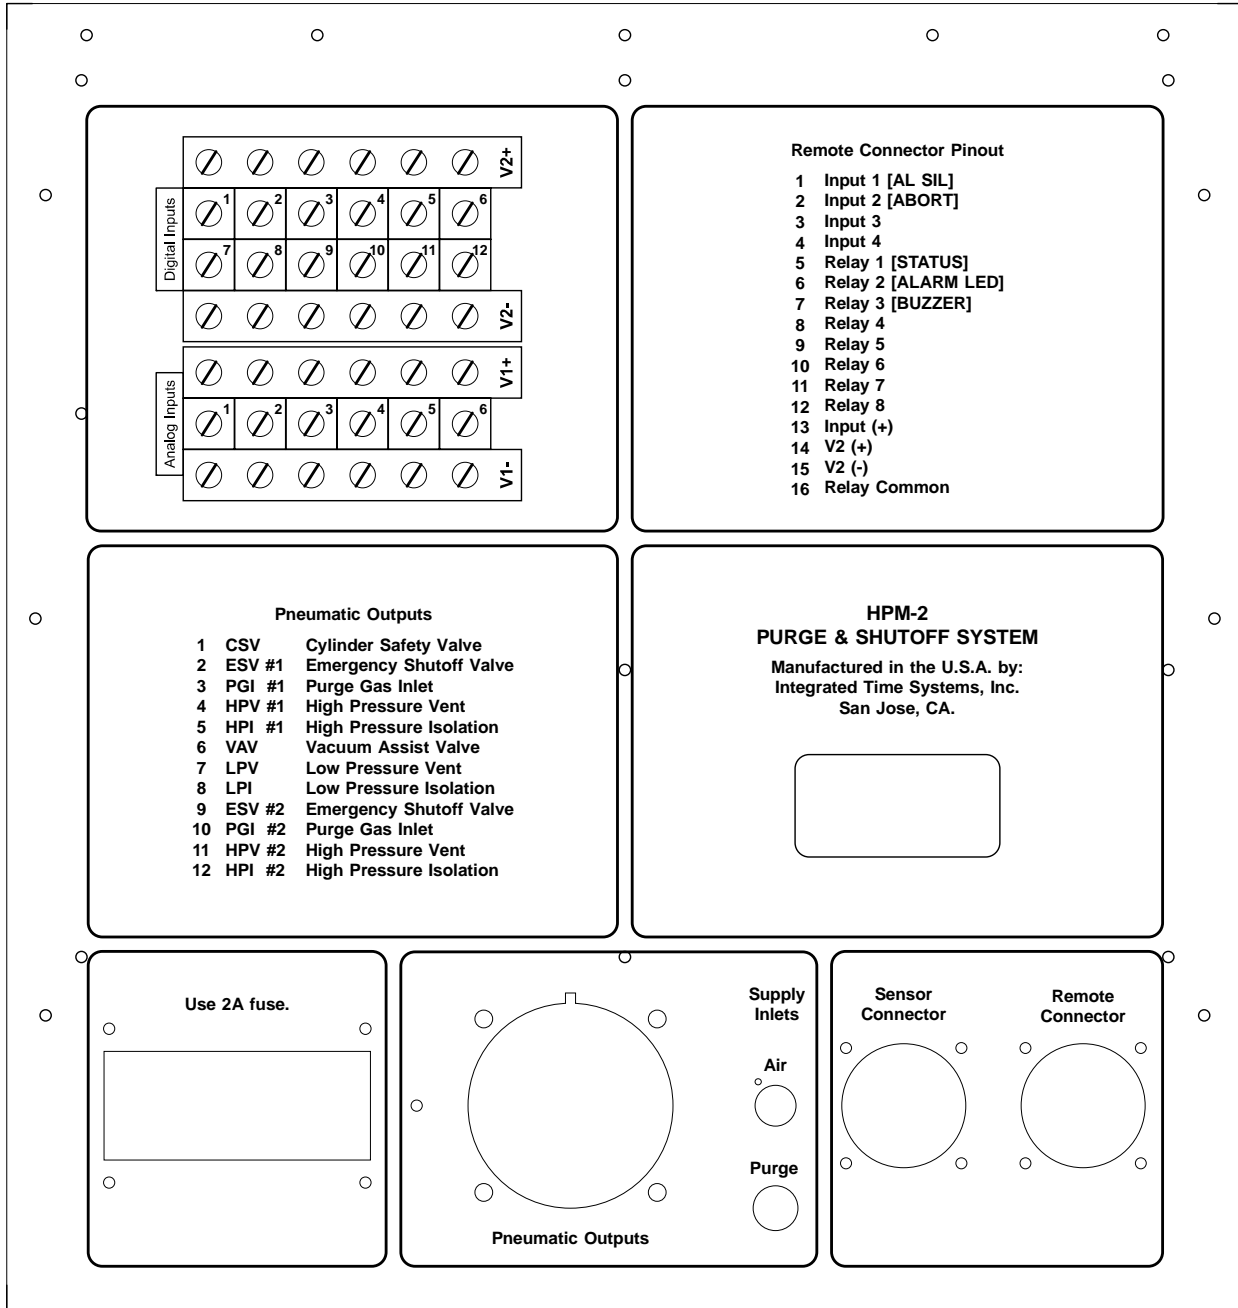 V2+
Digital Inputs
1 2 3 4 5 6
7 8 9 10 11 12
V2-
V1+
Analog Inputs
1 2 3 4 5 6
V1-
Remote Connector Pinout
1 Input 1 [AL SIL]
2 Input 2 [ABORT]
3 Input 3
4 Input 4
5 Relay 1 [STATUS]
6 Relay 2 [ALARM LED]
7 Relay 3 [BUZZER]
8 Relay 4
9 Relay 5
10 Relay 6
11 Relay 7
12 Relay 8
13 Input (+)
14 V2 (+)
15 V2 (-)
16 Relay Common
Pneumatic Outputs
1 CSV Cylinder Safety Valve
2 ESV #1 Emergency Shutoff Valve
3 PGI #1 Purge Gas Inlet
4 HPV #1 High Pressure Vent
5 HPI #1 High Pressure Isolation
6 VAV Vacuum Assist Valve
7 LPV Low Pressure Vent
8 LPI Low Pressure Isolation
9 ESV #2 Emergency Shutoff Valve
10 PGI #2 Purge Gas Inlet
11 HPV #2 High Pressure Vent
12 HPI #2 High Pressure Isolation
HPM-2
PURGE & SHUTOFF SYSTEM
Manufactured in the U.S.A. by:
Integrated Time Systems, Inc.
San Jose, CA.
Use 2A fuse.
Supply
Inlets
Air
Purge
Pneumatic Outputs
Sensor
Connector
Remote
Connector